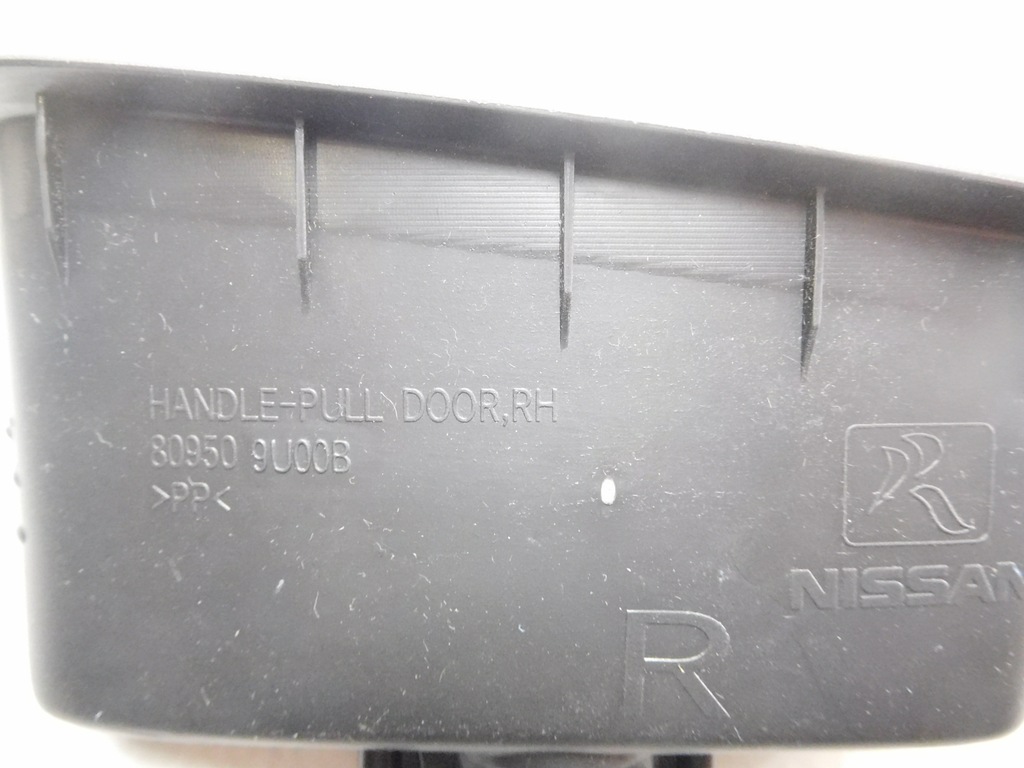 HANDLE-PULL DOOR,RH
80950 9U00B
>PP<
NISSAN
R